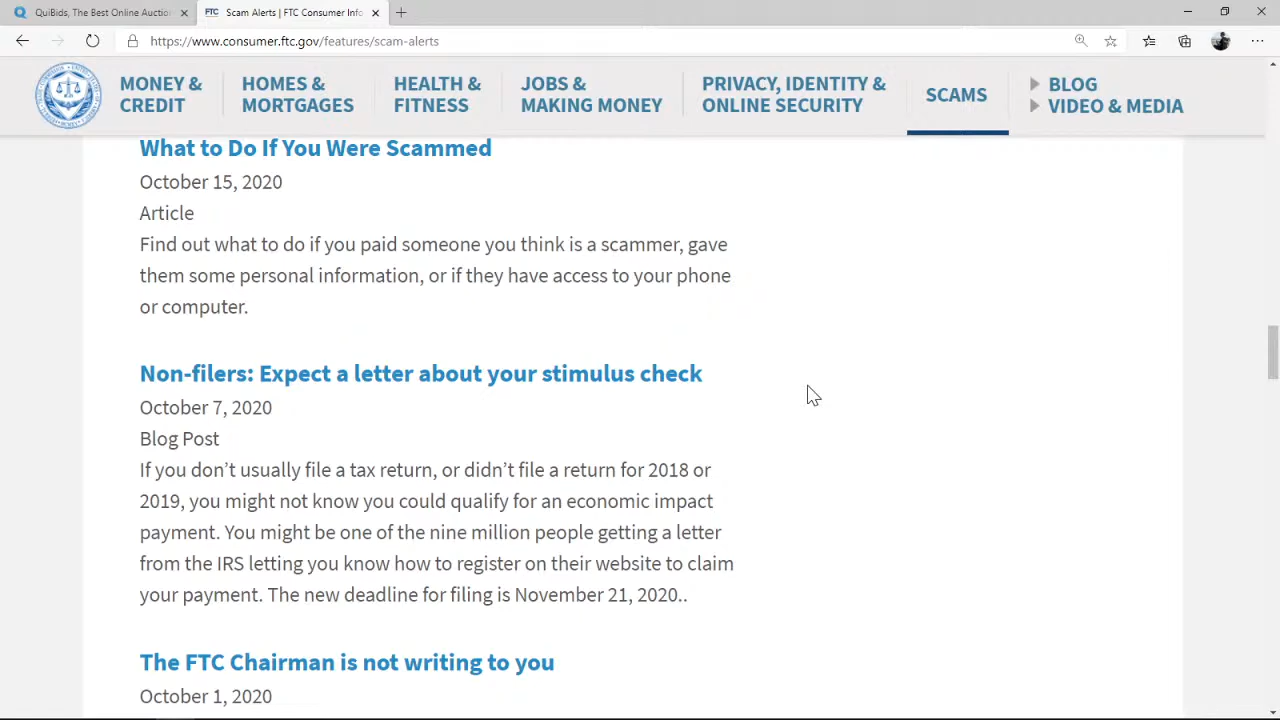 QuiBids, The Best Online Auction
Scam Alerts | FTC Consumer Info
https://www.consumer.ftc.gov/features/scam-alerts
MONEY &
CREDIT
HOMES &
MORTGAGES
HEALTH &
FITNESS
JOBS &
MAKING MONEY
PRIVACY, IDENTITY &
ONLINE SECURITY
SCAMS
BLOG
VIDEO & MEDIA
What to Do If You Were Scammed
October 15, 2020
Article
Find out what to do if you paid someone you think is a scammer, gave
them some personal information, or if they have access to your phone
or computer.
Non-filers: Expect a letter about your stimulus check
October 7, 2020
Blog Post
If you don’t usually file a tax return, or didn’t file a return for 2018 or
2019, you might not know you could qualify for an economic impact
payment. You might be one of the nine million people getting a letter
from the IRS letting you know how to register on their website to claim
your payment. The new deadline for filing is November 21, 2020..
The FTC Chairman is not writing to you
October 1, 2020